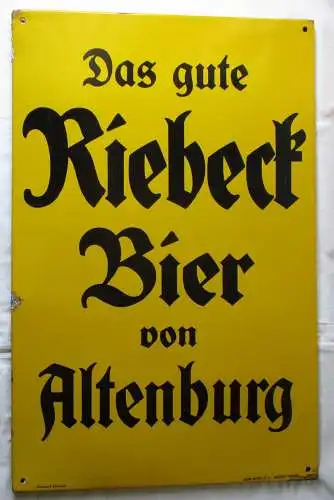 Das gute
Riebeck
Bier
von
Altenburg